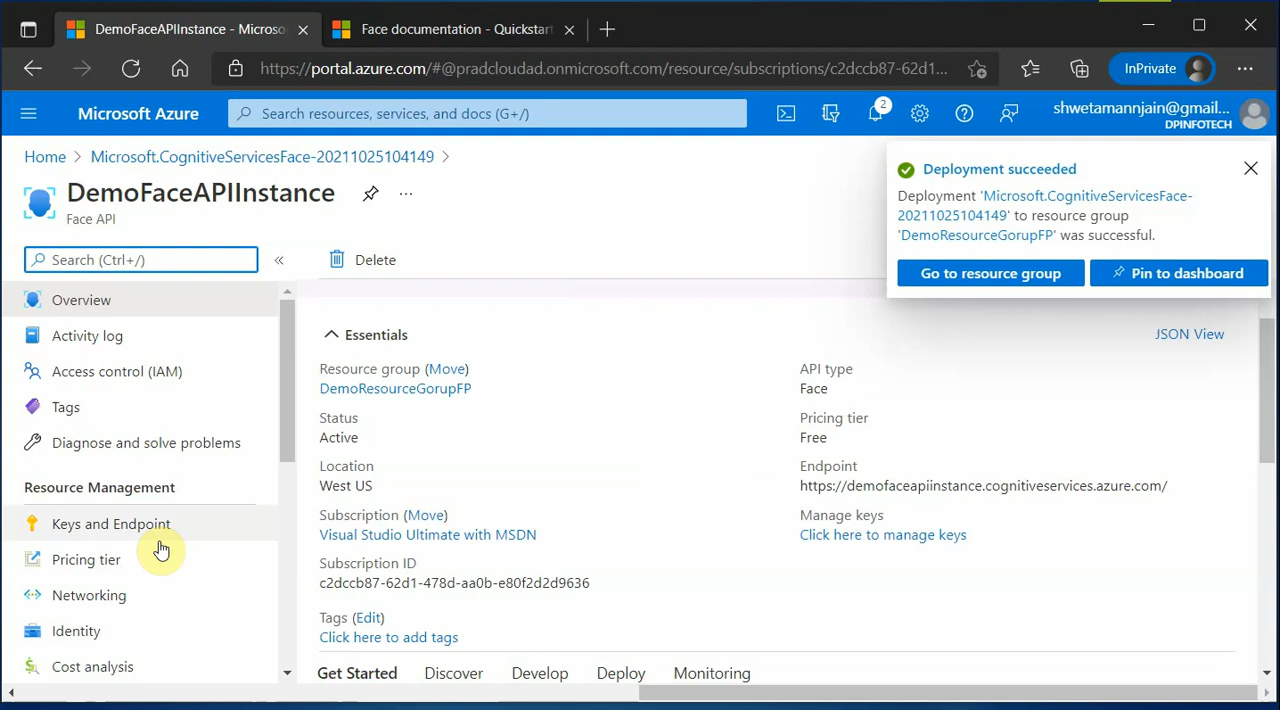 DemoFaceAPIInstance - Microso
Face documentation - Quickstart
https://portal.azure.com/#@pradcloudad.onmicrosoft.com/resource/subscriptions/c2dccb87-62d1...
InPrivate
Microsoft Azure
Search resources, services, and docs (G+/)
2
shwetamannjain@gmail...
DPINFOTECH
Home > Microsoft.CognitiveServicesFace-20211025104149 >
DemoFaceAPIInstance
...
Face API
Deployment succeeded
Deployment 'Microsoft.CognitiveServicesFace-
20211025104149' to resource group
'DemoResourceGorupFP' was successful.
Go to resource group
Pin to dashboard
Search (Ctrl+/)
«
Delete
Overview
Activity log
Access control (IAM)
Tags
Diagnose and solve problems
Resource Management
Keys and Endpoint
Pricing tier
Networking
Identity
Cost analysis
Essentials
JSON View
Resource group (Move)
DemoResourceGorupFP
Status
Active
Location
West US
Subscription (Move)
Visual Studio Ultimate with MSDN
Subscription ID
c2dccb87-62d1-478d-aa0b-e80f2d2d9636
Tags (Edit)
Click here to add tags
API type
Face
Pricing tier
Free
Endpoint
https://demofaceapiinstance.cognitiveservices.azure.com/
Manage keys
Click here to manage keys
Get Started
Discover
Develop
Deploy
Monitoring